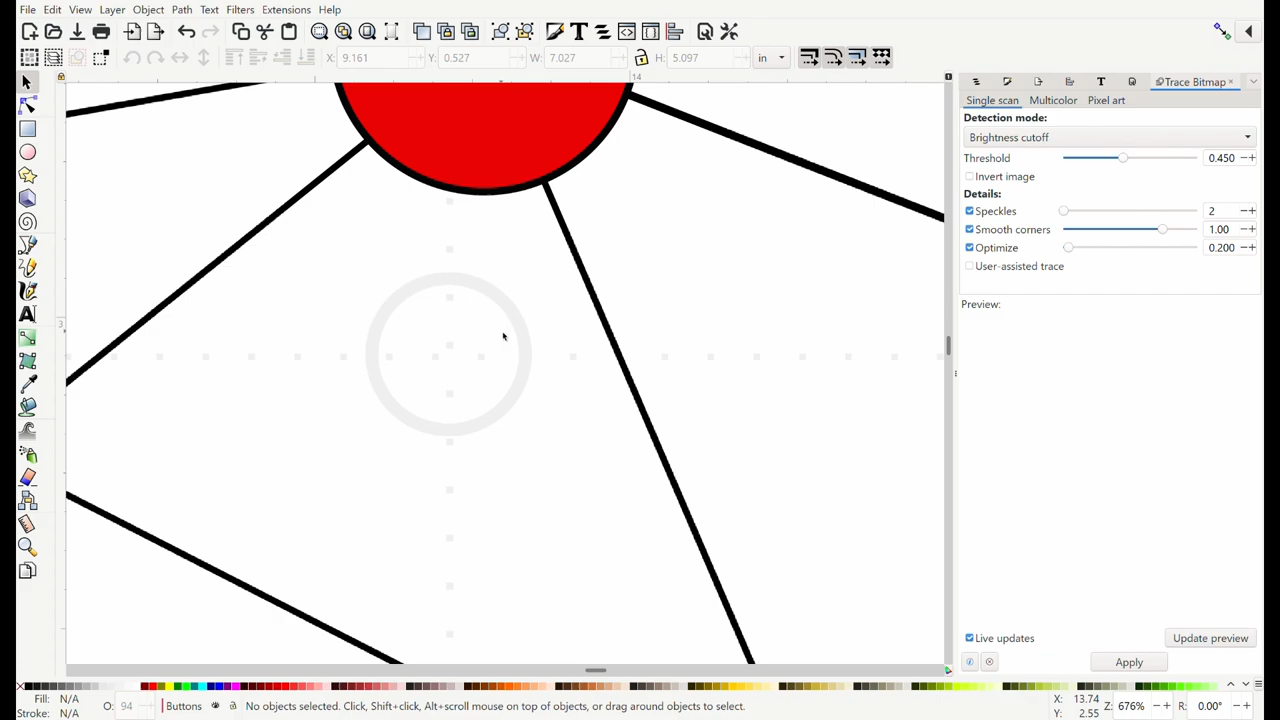 File Edit View Layer Object Path Text Filters Extensions Help
X: 9.161 Y: 0.527 W: 7.027 H: 5.097 in
14
3
Trace Bitmap ×
Single scan Multicolor Pixel art
Detection mode:
Brightness cutoff
Threshold 0.450 −+
Invert image
Details:
Speckles 2 −+
Smooth corners 1.00 −+
Optimize 0.200 −+
User-assisted trace
Preview:
Live updates Update preview
Apply
Fill: N/A
Stroke: N/A
O: 94 −+
Buttons
No objects selected. Click, Shift+click, Alt+scroll mouse on top of objects, or drag around objects to select.
X: 13.74
Y: 2.55
Z: 676% −+ R: 0.00° −+